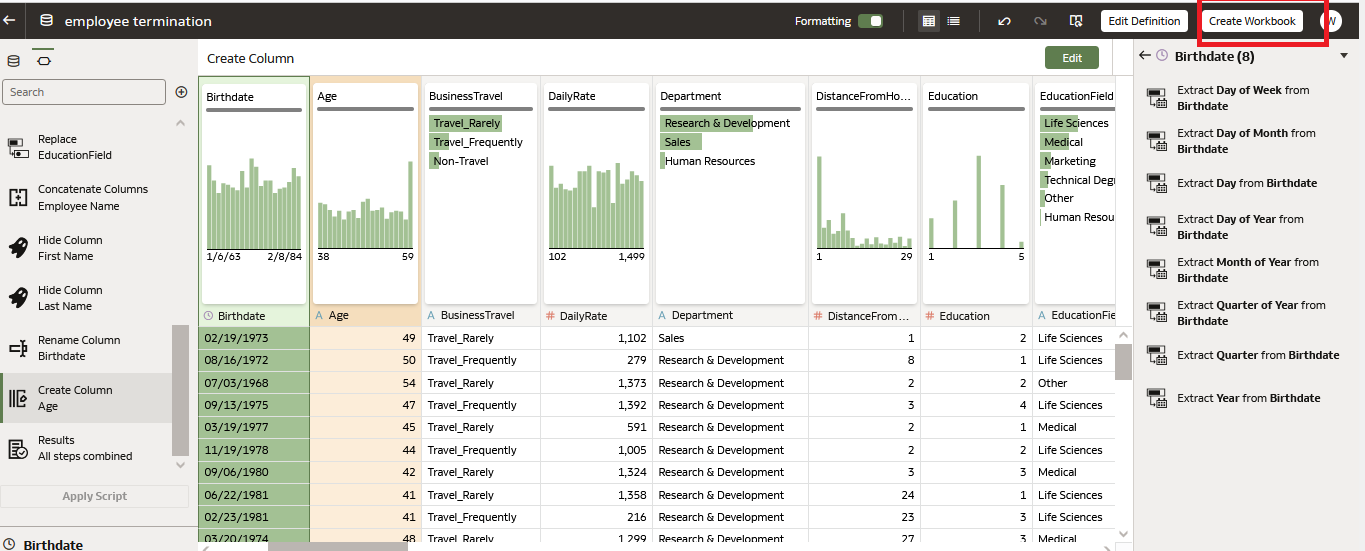 employee termination
Formatting
Edit Definition
Create Workbook
W
Search
Replace
EducationField
Concatenate Columns
Employee Name
Hide Column
First Name
Hide Column
Last Name
Rename Column
Birthdate
Create Column
Age
Results
All steps combined
Apply Script
Birthdate
Create Column
Edit
Birthdate
1/6/63 2/8/84
Age
38 59
BusinessTravel
Travel_Rarely
Travel_Frequently
Non-Travel
DailyRate
102 1,499
Department
Research & Development
Sales
Human Resources
DistanceFromHo...
1 29
Education
1 5
EducationField
Life Sciences
Medical
Marketing
Technical Degr
Other
Human Resou
Birthdate A Age A BusinessTravel # DailyRate A Department # DistanceFrom... # Education A EducationFie
02/19/1973 49 Travel_Rarely 1,102 Sales 1 2 Life Sciences
08/16/1972 50 Travel_Frequently 279 Research & Development 8 1 Life Sciences
07/03/1968 54 Travel_Rarely 1,373 Research & Development 2 2 Other
09/13/1975 47 Travel_Frequently 1,392 Research & Development 3 4 Life Sciences
03/19/1977 45 Travel_Rarely 591 Research & Development 2 1 Medical
11/19/1978 44 Travel_Frequently 1,005 Research & Development 2 2 Life Sciences
09/06/1980 42 Travel_Rarely 1,324 Research & Development 3 3 Medical
06/22/1981 41 Travel_Rarely 1,358 Research & Development 24 1 Life Sciences
02/23/1981 41 Travel_Frequently 216 Research & Development 23 3 Life Sciences
03/20/1974 48 Travel_Rarely 1,299 Research & Development 27 3 Medical
Birthdate (8)
Extract Day of Week from
Birthdate
Extract Day of Month from
Birthdate
Extract Day from Birthdate
Extract Day of Year from
Birthdate
Extract Month of Year from
Birthdate
Extract Quarter of Year from
Birthdate
Extract Quarter from Birthdate
Extract Year from Birthdate